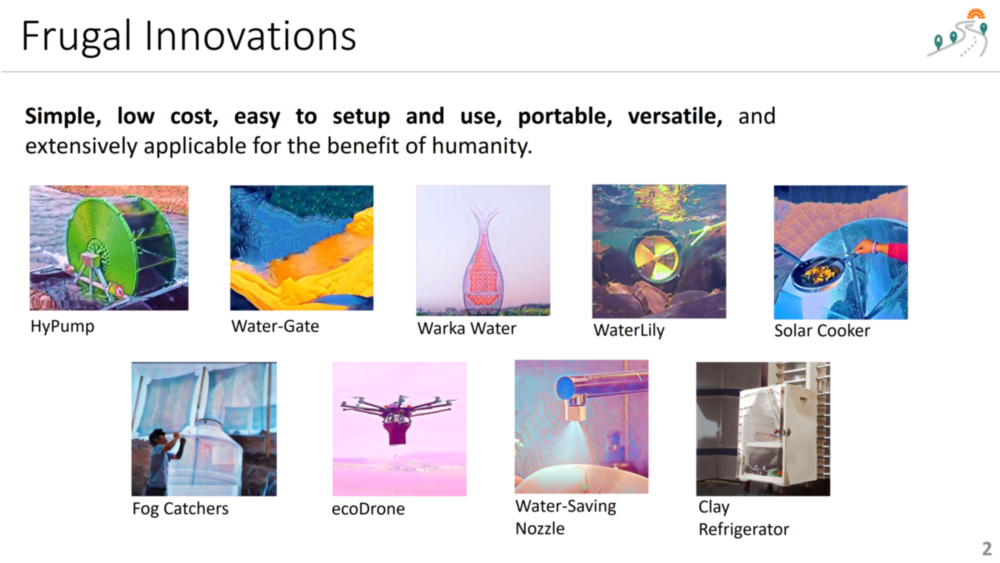 Frugal Innovations
Simple, low cost, easy to setup and use, portable, versatile, and
extensively applicable for the benefit of humanity.
HyPump
Water-Gate
Warka Water
WaterLily
Solar Cooker
Fog Catchers
ecoDrone
Water-Saving
Nozzle
Clay
Refrigerator
2